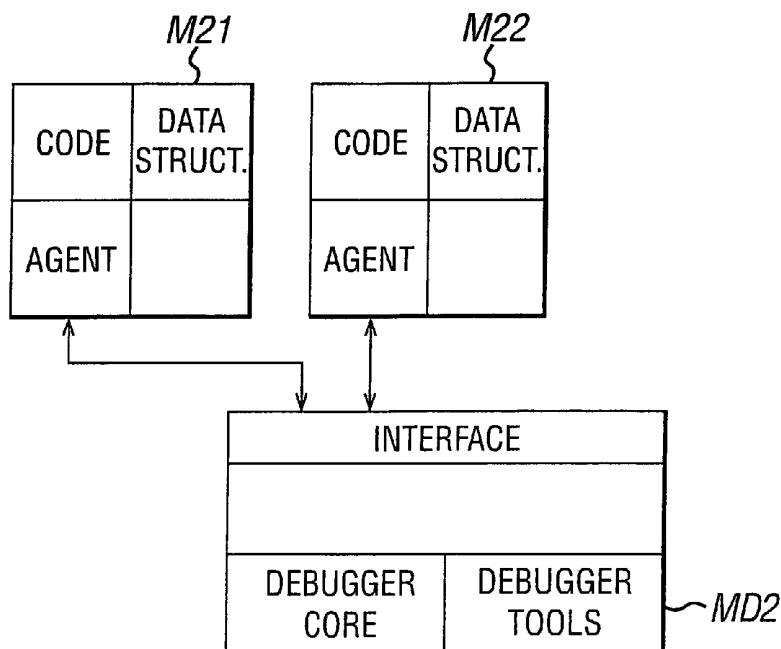 M21
M22
CODE
DATA
STRUCT.
AGENT
CODE
DATA
STRUCT.
AGENT
INTERFACE
DEBUGGER
CORE
DEBUGGER
TOOLS
MD2